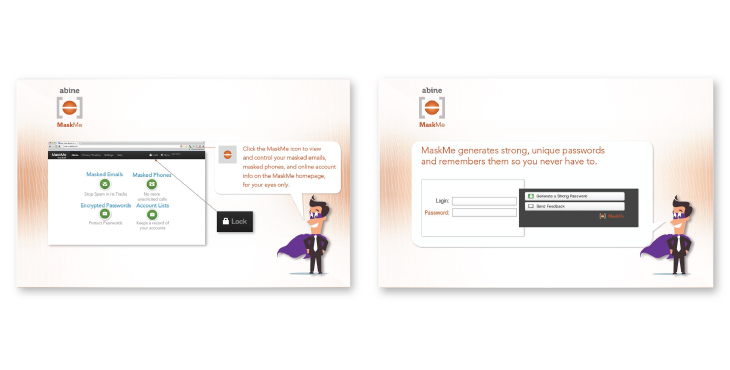 abine
MaskMe
MaskMe
Lock
Masked Emails
Stop Spam in its Tracks
Masked Phones
No more
unwanted calls
Encrypted Passwords
Protect Passwords
Account Lists
Keeps a record of
your accounts
Click the MaskMe icon to view
and control your masked emails,
masked phones, and online account
info on the MaskMe homepage,
for your eyes only.
Lock
abine
MaskMe
MaskMe generates strong, unique passwords
and remembers them so you never have to.
Login:
Password:
Generate a Strong Password
Send Feedback
MaskMe